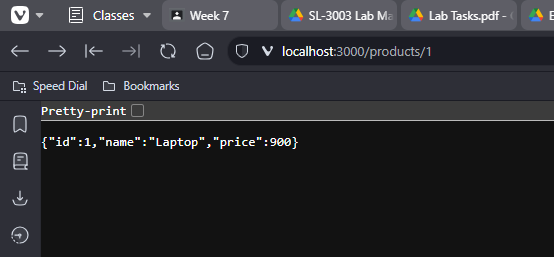 Classes
Week 7
SL-3003 Lab Ma
Lab Tasks.pdf -
localhost:3000/products/1
Speed Dial
Bookmarks
Pretty-print
{"id":1,"name":"Laptop","price":900}